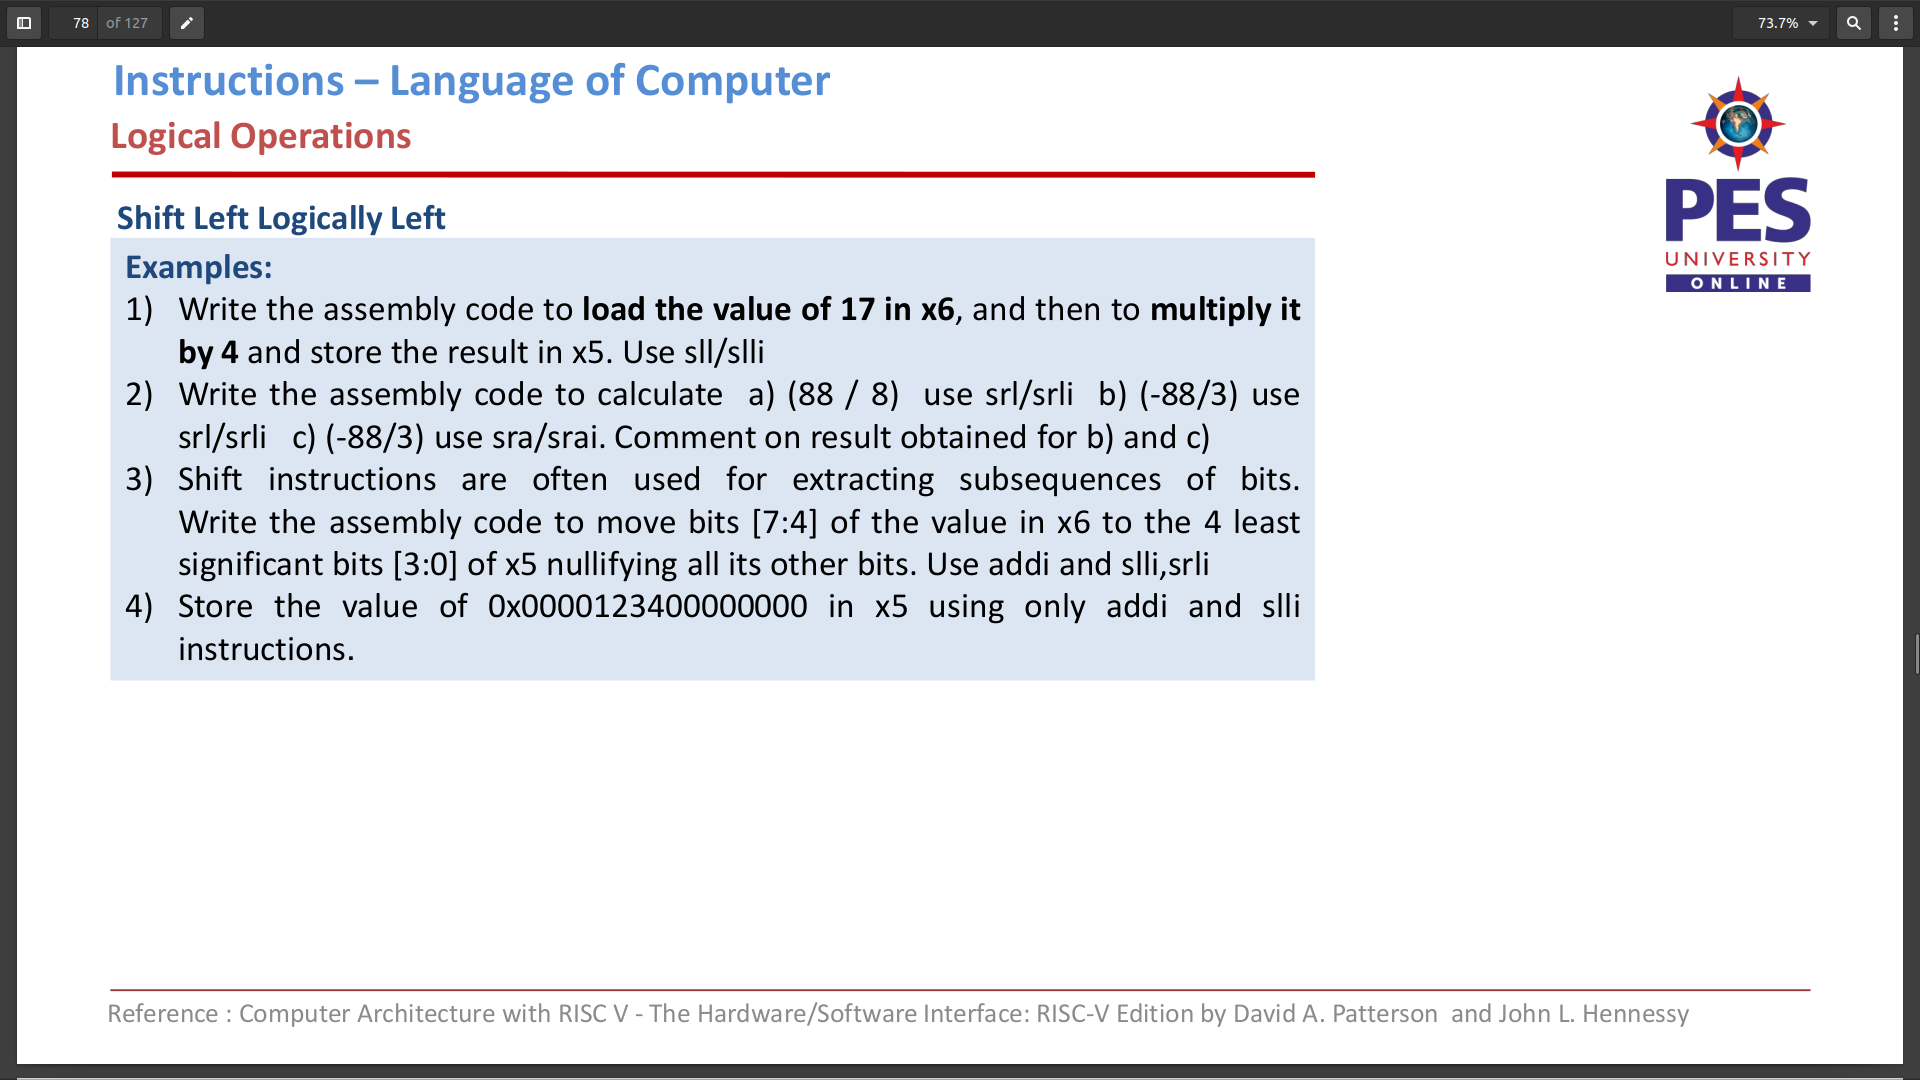 78 of 127
73.7%
Instructions – Language of Computer
Logical Operations
PES
UNIVERSITY
ONLINE
Shift Left Logically Left
Examples:
1) Write the assembly code to load the value of 17 in x6, and then to multiply it
by 4 and store the result in x5. Use sll/slli
2) Write the assembly code to calculate a) (88 / 8) use srl/srli b) (-88/3) use
srl/srli c) (-88/3) use sra/srai. Comment on result obtained for b) and c)
3) Shift instructions are often used for extracting subsequences of bits.
Write the assembly code to move bits [7:4] of the value in x6 to the 4 least
significant bits [3:0] of x5 nullifying all its other bits. Use addi and slli,srli
4) Store the value of 0x0000123400000000 in x5 using only addi and slli
instructions.
Reference : Computer Architecture with RISC V - The Hardware/Software Interface: RISC-V Edition by David A. Patterson and John L. Hennessy